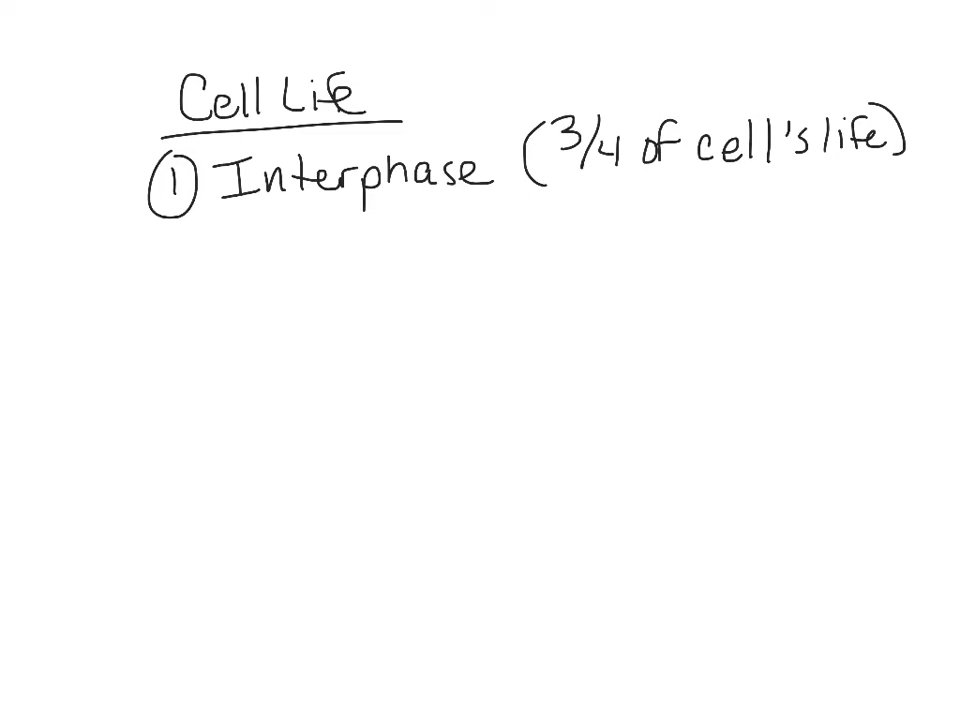 Cell Life
① Interphase (3/4 of cell's life)